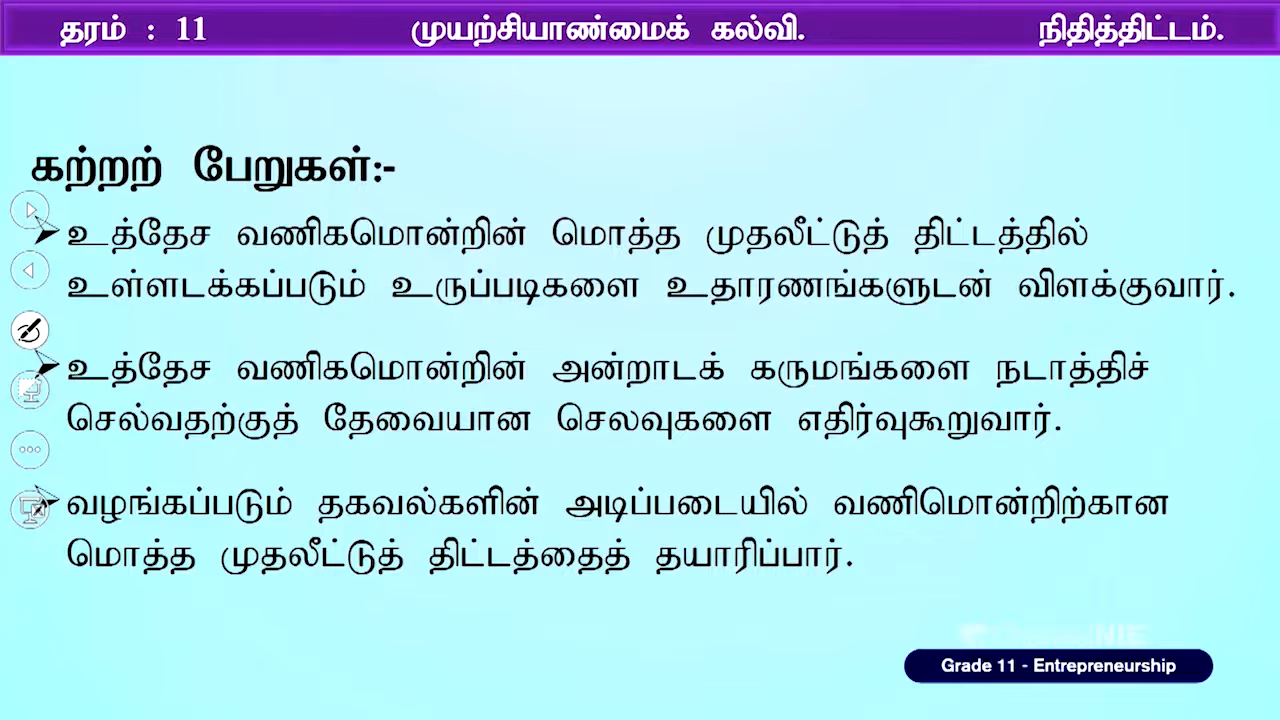 தரம் : 11 முயற்சியாண்மைக் கல்வி. நிதித்திட்டம்.
கற்றற் பேறுகள்:-
உத்தேச வணிகமொன்றின் மொத்த முதலீட்டுத் திட்டத்தில்
உள்ளடக்கப்படும் உருப்படிகளை உதாரணங்களுடன் விளக்குவார்.
உத்தேச வணிகமொன்றின் அன்றாடக் கருமங்களை நடாத்திச்
செல்வதற்குத் தேவையான செலவுகளை எதிர்வுகூறுவார்.
வழங்கப்படும் தகவல்களின் அடிப்படையில் வணிமொன்றிற்கான
மொத்த முதலீட்டுத் திட்டத்தைத் தயாரிப்பார்.
Grade 11 - Entrepreneurship